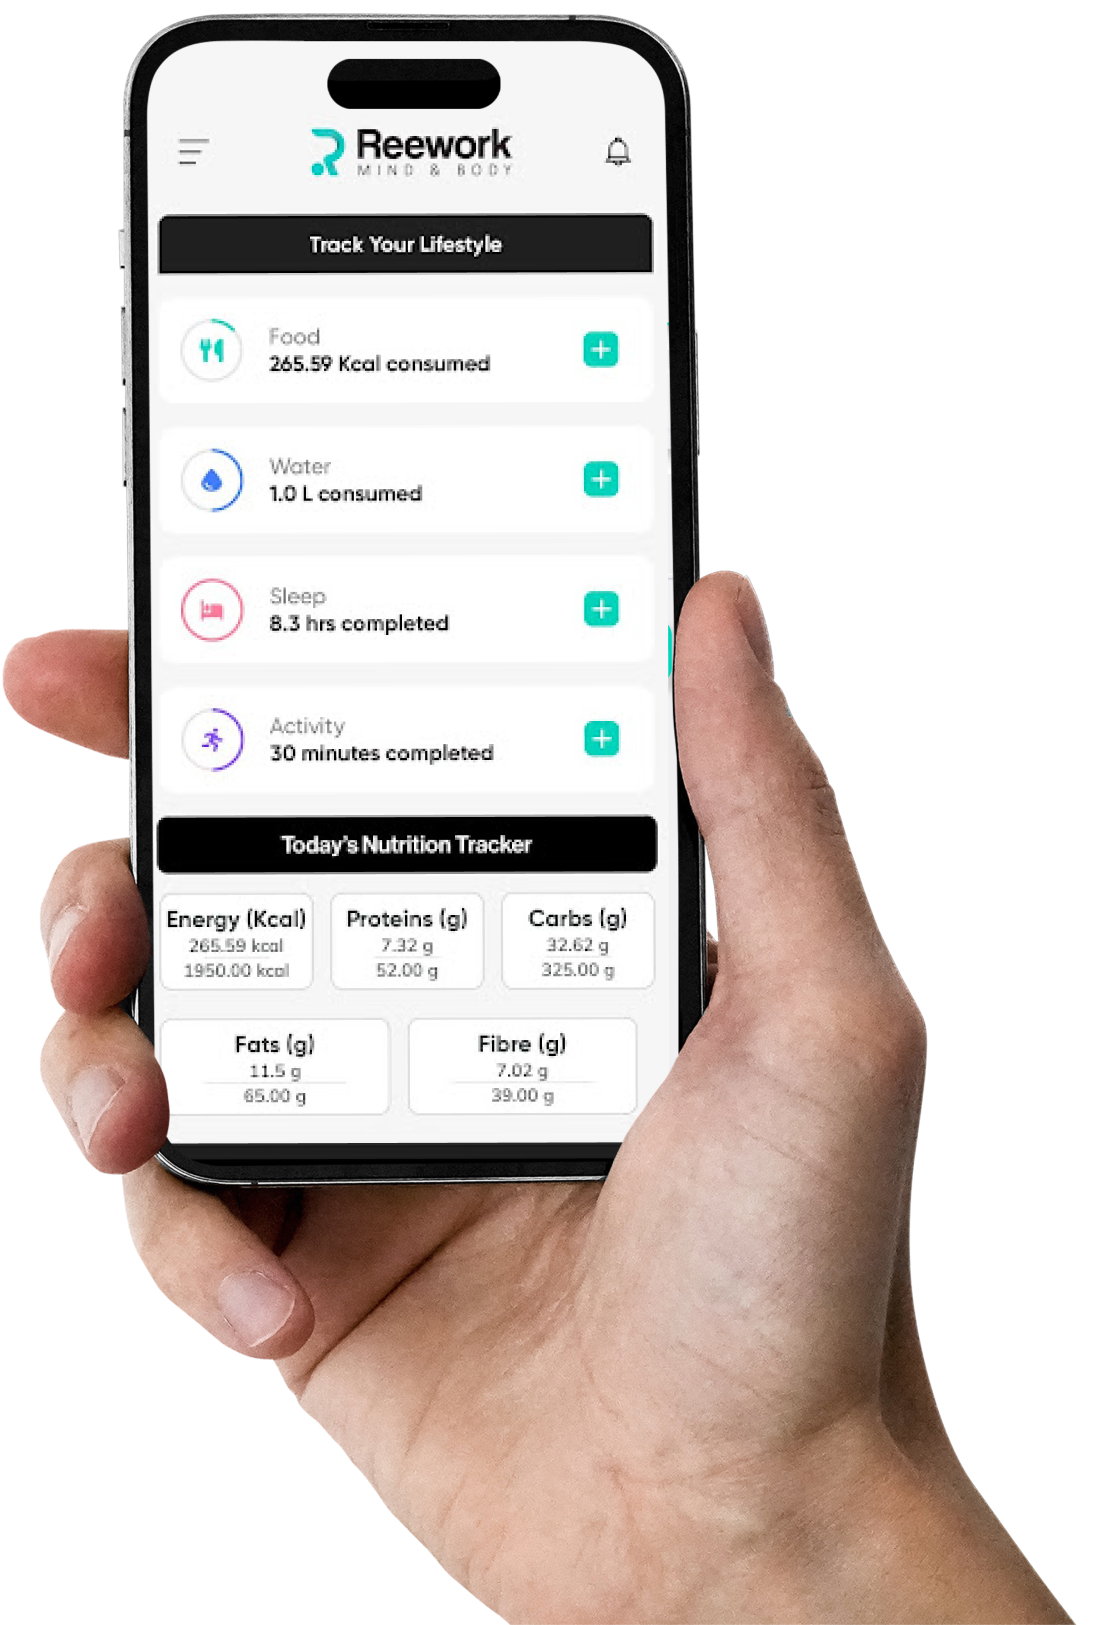 Reework
MIND & BODY
Track Your Lifestyle
Food
265.59 Kcal consumed
Water
1.0 L consumed
Sleep
8.3 hrs completed
Activity
30 minutes completed
Today's Nutrition Tracker
Energy (Kcal)
265.59 kcal
1950.00 kcal
Proteins (g)
7.32 g
52.00 g
Carbs (g)
32.62 g
325.00 g
Fats (g)
11.5 g
65.00 g
Fibre (g)
7.02 g
39.00 g